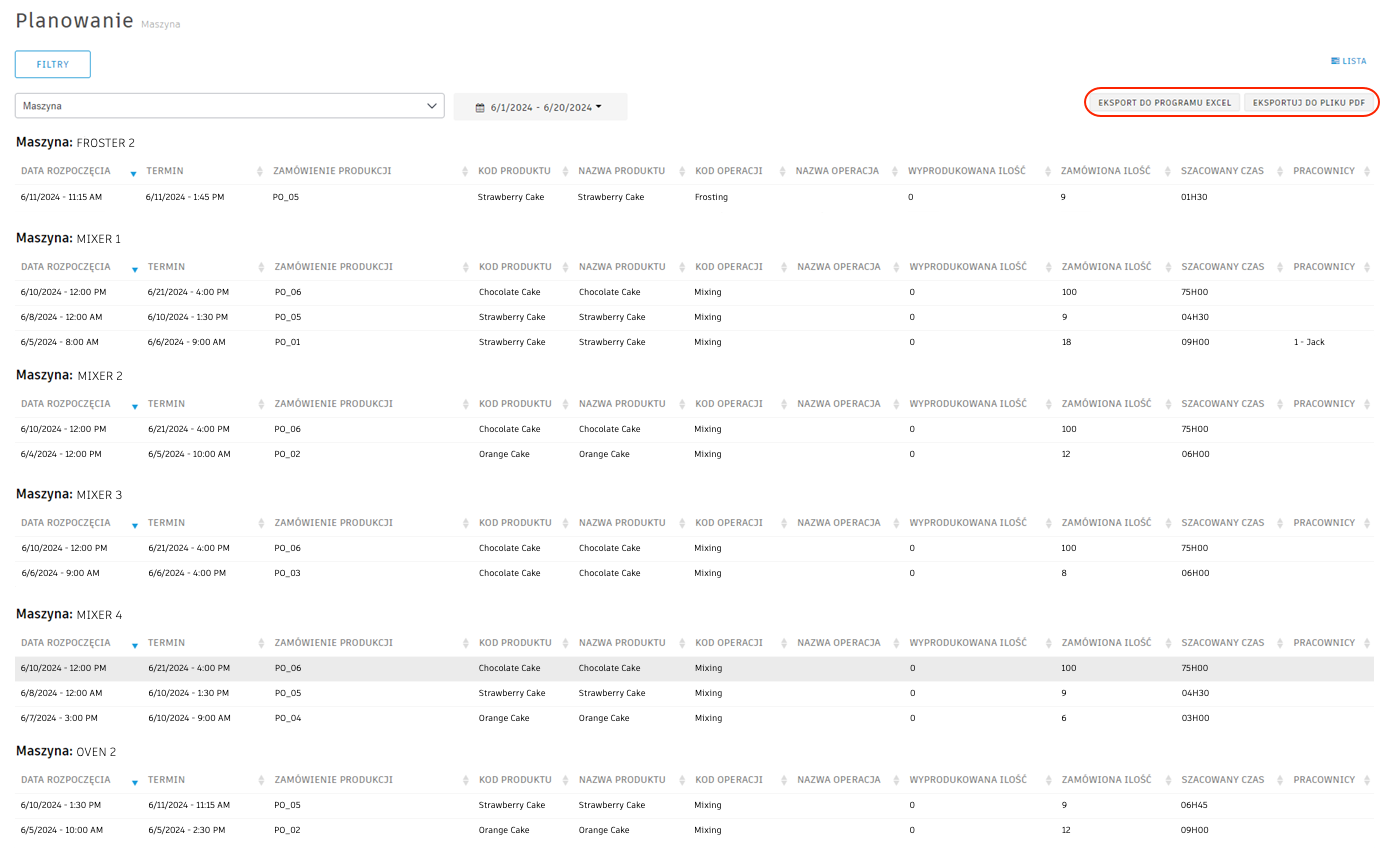 Planowanie Maszyna
FILTRY
LISTA
Maszyna
6/1/2024 - 6/20/2024
EKSPORT DO PROGRAMU EXCEL EKSPORTUJ DO PLIKU PDF
Maszyna: FROSTER 2
DATA ROZPOCZĘCIA TERMIN ZAMÓWIENIE PRODUKCJI KOD PRODUKTU NAZWA PRODUKTU KOD OPERACJI NAZWA OPERACJA WYPRODUKOWANA ILOŚĆ ZAMÓWIONA ILOŚĆ SZACOWANY CZAS PRACOWNICY
6/11/2024 - 11:15 AM 6/11/2024 - 1:45 PM PO_05 Strawberry Cake Strawberry Cake Frosting 0 9 01H30
Maszyna: MIXER 1
DATA ROZPOCZĘCIA TERMIN ZAMÓWIENIE PRODUKCJI KOD PRODUKTU NAZWA PRODUKTU KOD OPERACJI NAZWA OPERACJA WYPRODUKOWANA ILOŚĆ ZAMÓWIONA ILOŚĆ SZACOWANY CZAS PRACOWNICY
6/10/2024 - 12:00 PM 6/21/2024 - 4:00 PM PO_06 Chocolate Cake Chocolate Cake Mixing 0 100 75H00
6/8/2024 - 12:00 AM 6/10/2024 - 1:30 PM PO_05 Strawberry Cake Strawberry Cake Mixing 0 9 04H30
6/5/2024 - 8:00 AM 6/6/2024 - 9:00 AM PO_01 Strawberry Cake Strawberry Cake Mixing 0 18 09H00 1 - Jack
Maszyna: MIXER 2
DATA ROZPOCZĘCIA TERMIN ZAMÓWIENIE PRODUKCJI KOD PRODUKTU NAZWA PRODUKTU KOD OPERACJI NAZWA OPERACJA WYPRODUKOWANA ILOŚĆ ZAMÓWIONA ILOŚĆ SZACOWANY CZAS PRACOWNICY
6/10/2024 - 12:00 PM 6/21/2024 - 4:00 PM PO_06 Chocolate Cake Chocolate Cake Mixing 0 100 75H00
6/4/2024 - 12:00 PM 6/5/2024 - 10:00 AM PO_02 Orange Cake Orange Cake Mixing 0 12 06H00
Maszyna: MIXER 3
DATA ROZPOCZĘCIA TERMIN ZAMÓWIENIE PRODUKCJI KOD PRODUKTU NAZWA PRODUKTU KOD OPERACJI NAZWA OPERACJA WYPRODUKOWANA ILOŚĆ ZAMÓWIONA ILOŚĆ SZACOWANY CZAS PRACOWNICY
6/10/2024 - 12:00 PM 6/21/2024 - 4:00 PM PO_06 Chocolate Cake Chocolate Cake Mixing 0 100 75H00
6/6/2024 - 9:00 AM 6/6/2024 - 4:00 PM PO_03 Chocolate Cake Chocolate Cake Mixing 0 8 06H00
Maszyna: MIXER 4
DATA ROZPOCZĘCIA TERMIN ZAMÓWIENIE PRODUKCJI KOD PRODUKTU NAZWA PRODUKTU KOD OPERACJI NAZWA OPERACJA WYPRODUKOWANA ILOŚĆ ZAMÓWIONA ILOŚĆ SZACOWANY CZAS PRACOWNICY
6/10/2024 - 12:00 PM 6/21/2024 - 4:00 PM PO_06 Chocolate Cake Chocolate Cake Mixing 0 100 75H00
6/8/2024 - 12:00 AM 6/10/2024 - 1:30 PM PO_05 Strawberry Cake Strawberry Cake Mixing 0 9 04H30
6/7/2024 - 3:00 PM 6/10/2024 - 9:00 AM PO_04 Orange Cake Orange Cake Mixing 0 6 03H00
Maszyna: OVEN 2
DATA ROZPOCZĘCIA TERMIN ZAMÓWIENIE PRODUKCJI KOD PRODUKTU NAZWA PRODUKTU KOD OPERACJI NAZWA OPERACJA WYPRODUKOWANA ILOŚĆ ZAMÓWIONA ILOŚĆ SZACOWANY CZAS PRACOWNICY
6/10/2024 - 1:30 PM 6/11/2024 - 11:15 AM PO_05 Strawberry Cake Strawberry Cake Mixing 0 9 06H45
6/5/2024 - 10:00 AM 6/5/2024 - 2:30 PM PO_02 Orange Cake Orange Cake Mixing 0 12 09H00